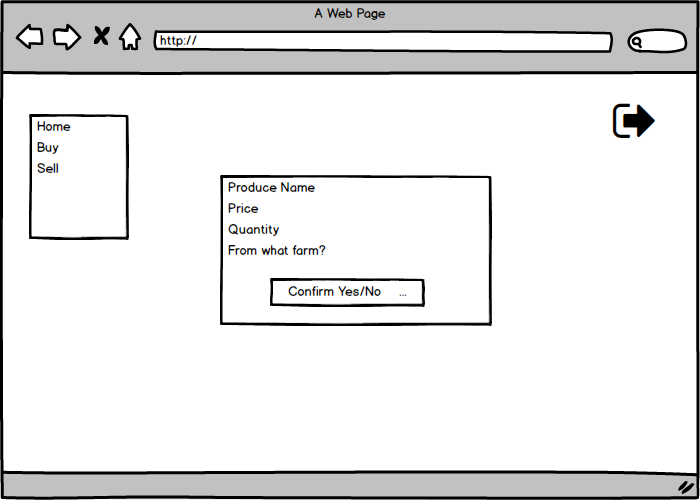 A Web Page
http://
Home
Buy
Sell
Produce Name
Price
Quantity
From what farm?
Confirm Yes/No ...